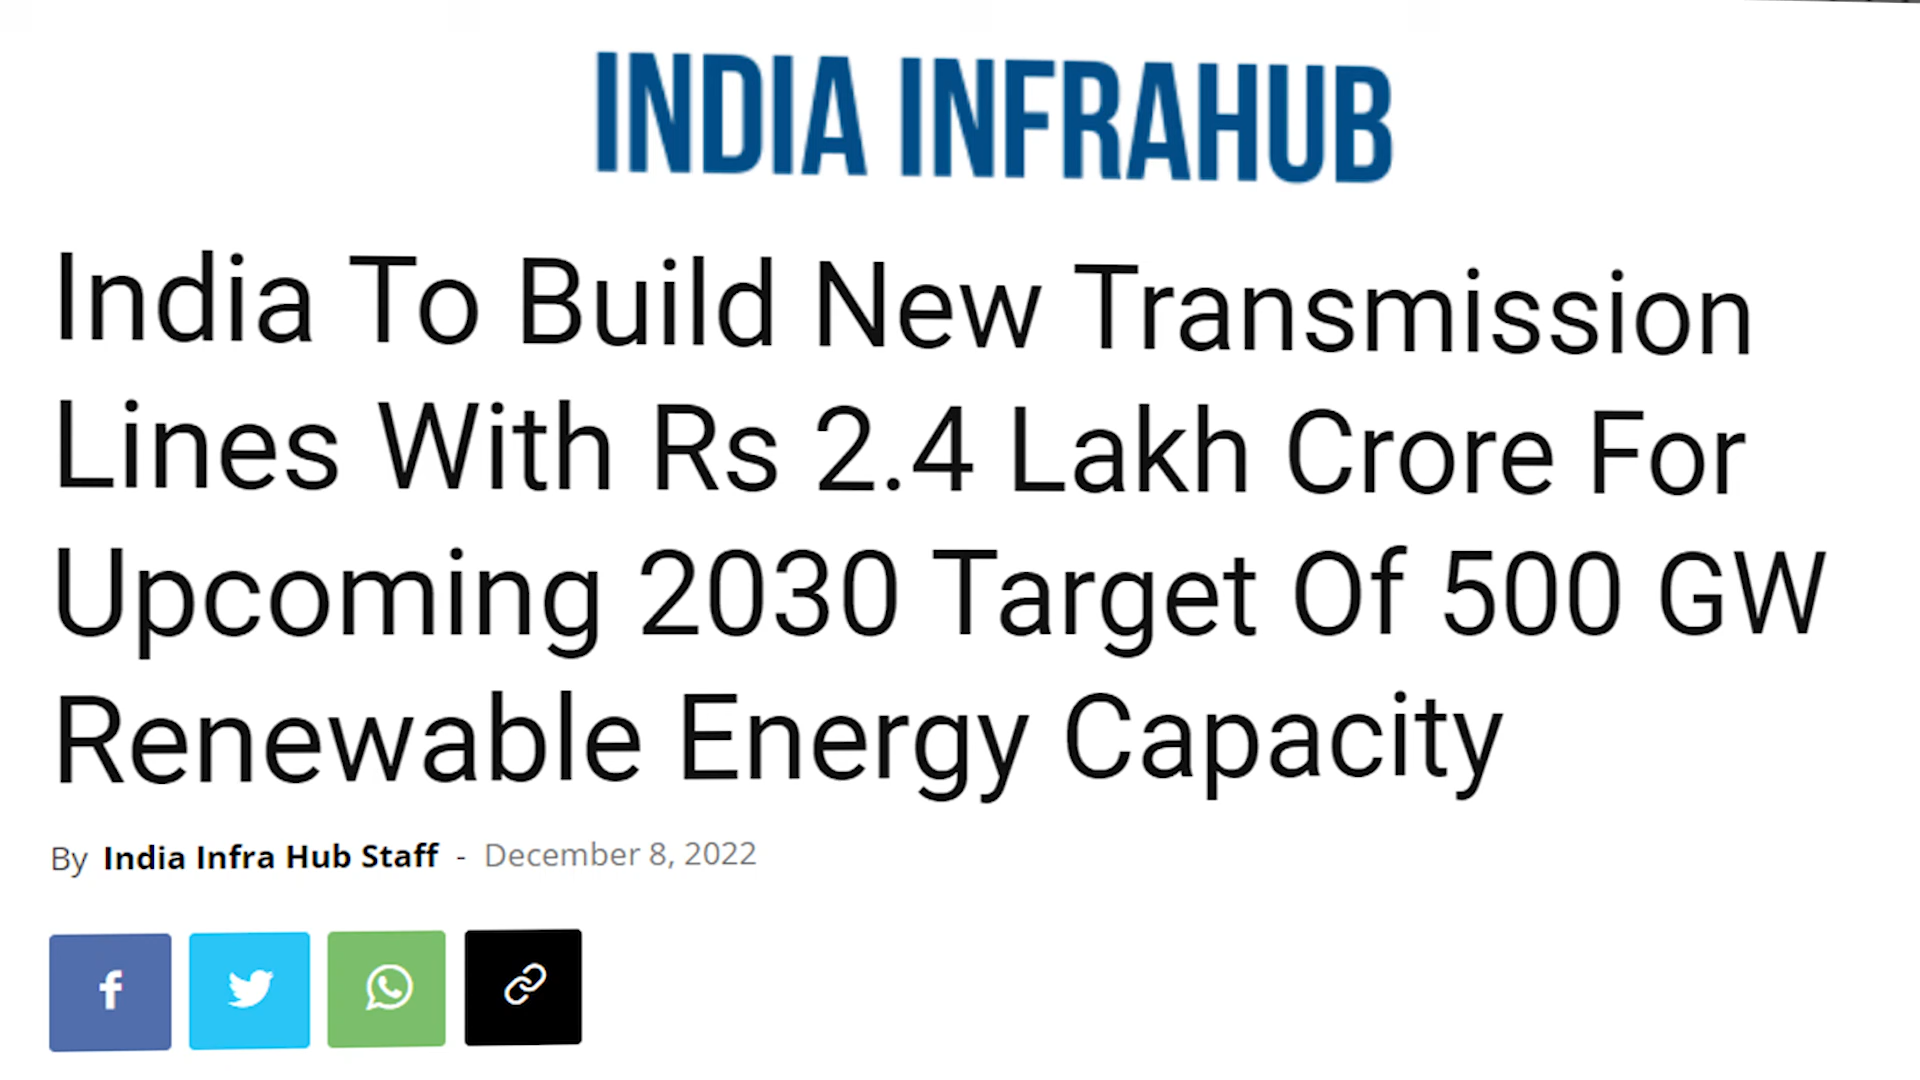 INDIA INFRAHUB
India To Build New Transmission
Lines With Rs 2.4 Lakh Crore For
Upcoming 2030 Target Of 500 GW
Renewable Energy Capacity
By India Infra Hub Staff - December 8, 2022